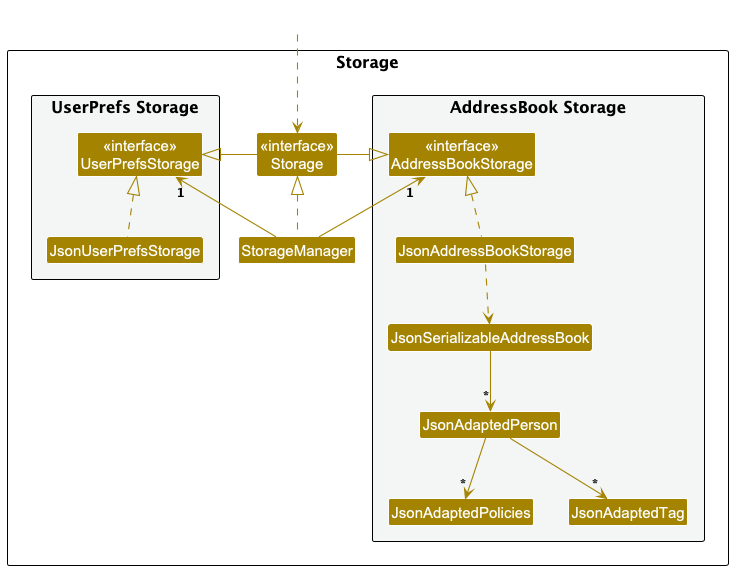 Storage
UserPrefs Storage
AddressBook Storage
«interface»
UserPrefsStorage
«interface»
Storage
«interface»
AddressBookStorage
1
1
JsonUserPrefsStorage
StorageManager
JsonAddressBookStorage
JsonSerializableAddressBook
*
JsonAdaptedPerson
*
*
JsonAdaptedPolicies
JsonAdaptedTag